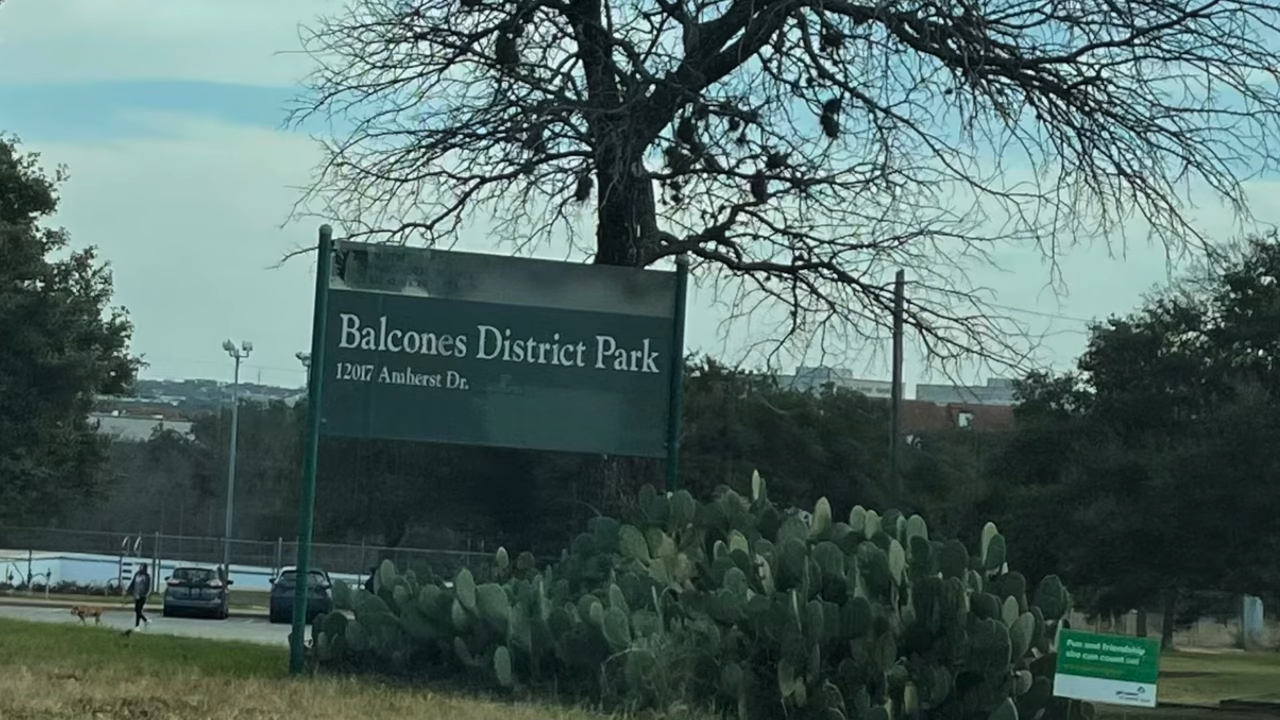 Balcones District Park
12017 Amherst Dr.
Fun and friendship
she can count on!